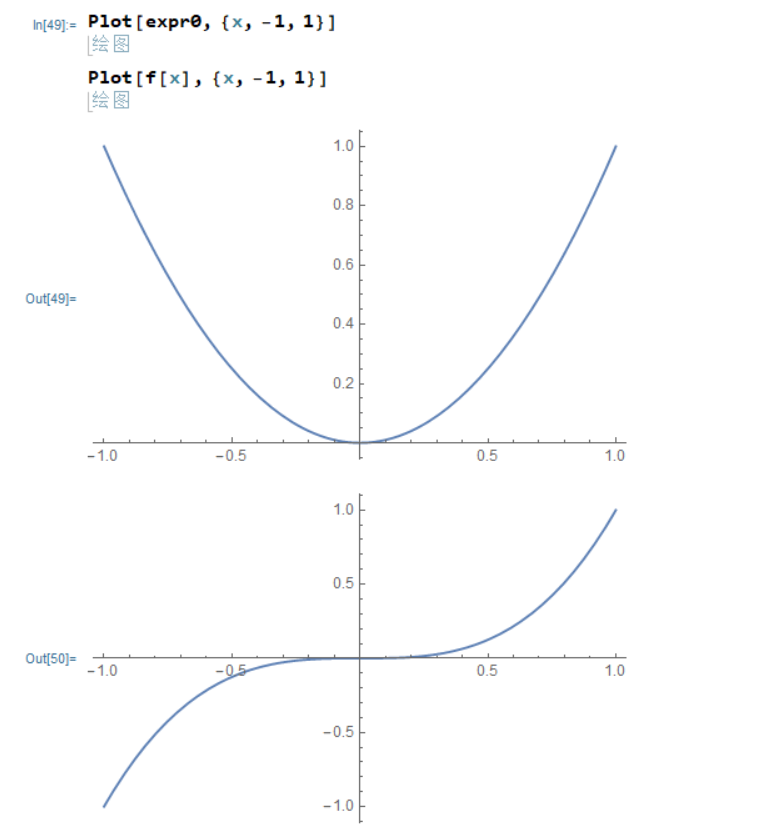 In[49]:= Plot[expr0, {x, -1, 1}]
绘图
Plot[f[x], {x, -1, 1}]
绘图
1.0
0.8
0.6
Out[49]=
0.4
0.2
-1.0 -0.5 0.5 1.0
1.0
0.5
Out[50]=
-1.0 -0.5 0.5 1.0
-0.5
-1.0